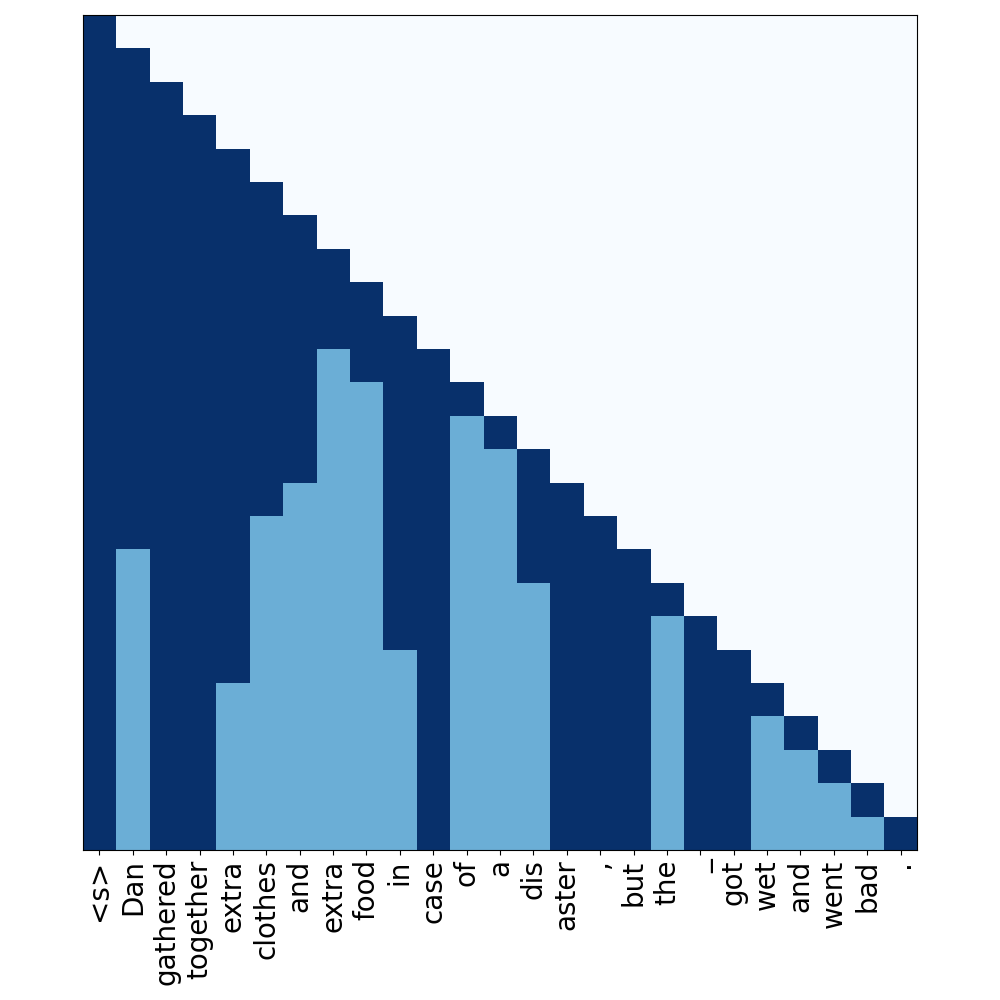 <s> Dan gathered together extra clothes and extra food in case of a dis aster , but the _ got wet and went bad .